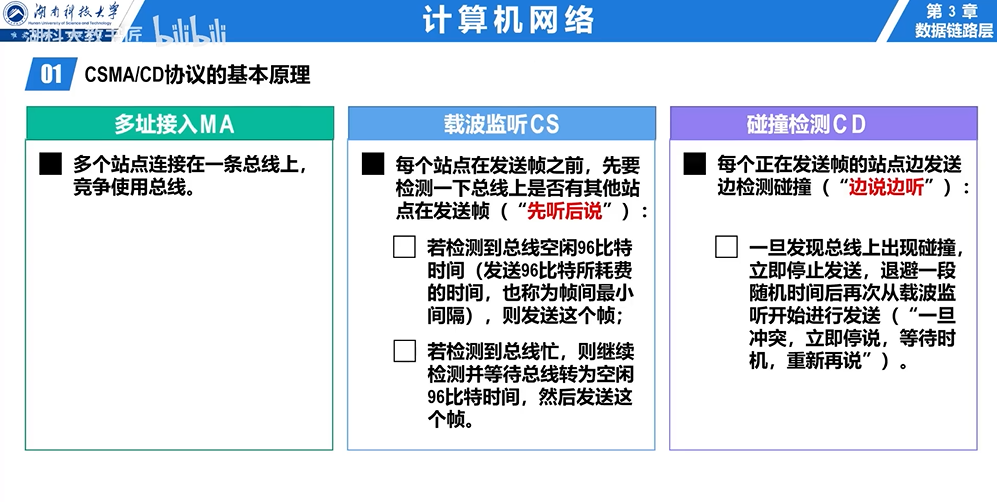 湖南科技大学
Hunan University of Science and Technology
湖科大教书匠 bilibili
计算机网络
第 3 章
数据链路层
01 CSMA/CD协议的基本原理
多址接入MA
多个站点连接在一条总线上，
竞争使用总线。
载波监听CS
每个站点在发送帧之前，先要
检测一下总线上是否有其他站
点在发送帧（“先听后说”）：
若检测到总线空闲96比特
时间（发送96比特所耗费
的时间，也称为帧间最小
间隔），则发送这个帧；
若检测到总线忙，则继续
检测并等待总线转为空闲
96比特时间，然后发送这
个帧。
碰撞检测CD
每个正在发送帧的站点边发送
边检测碰撞（“边说边听”）：
一旦发现总线上出现碰撞，
立即停止发送，退避一段
随机时间后再次从载波监
听开始进行发送（“一旦
冲突，立即停说，等待时
机，重新再说”）。